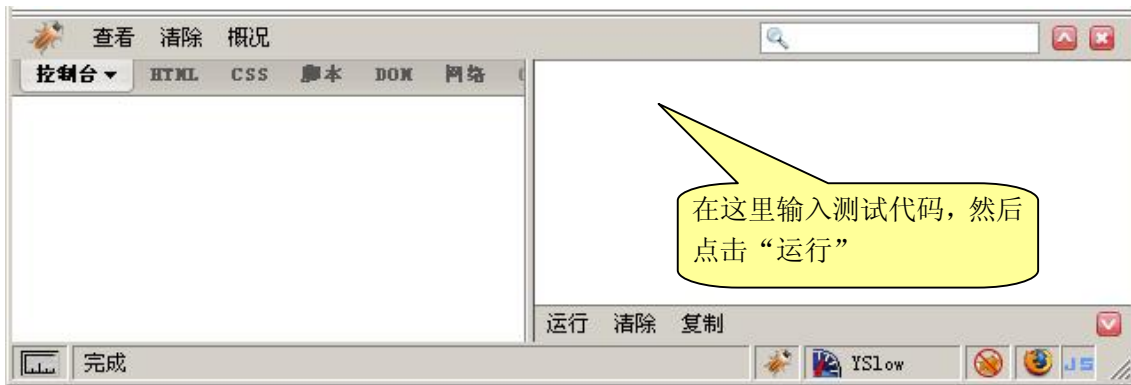 查看 清除 概况
控制台 HTML CSS 脚本 DOM 网络
在这里输入测试代码，然后
点击“运行”
运行 清除 复制
完成 YSlow JS